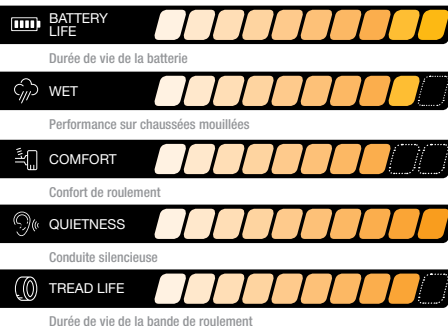 BATTERY
LIFE
Durée de vie de la batterie
WET
Performance sur chaussées mouillées
COMFORT
Confort de roulement
QUIETNESS
Conduite silencieuse
TREAD LIFE
Durée de vie de la bande de roulement